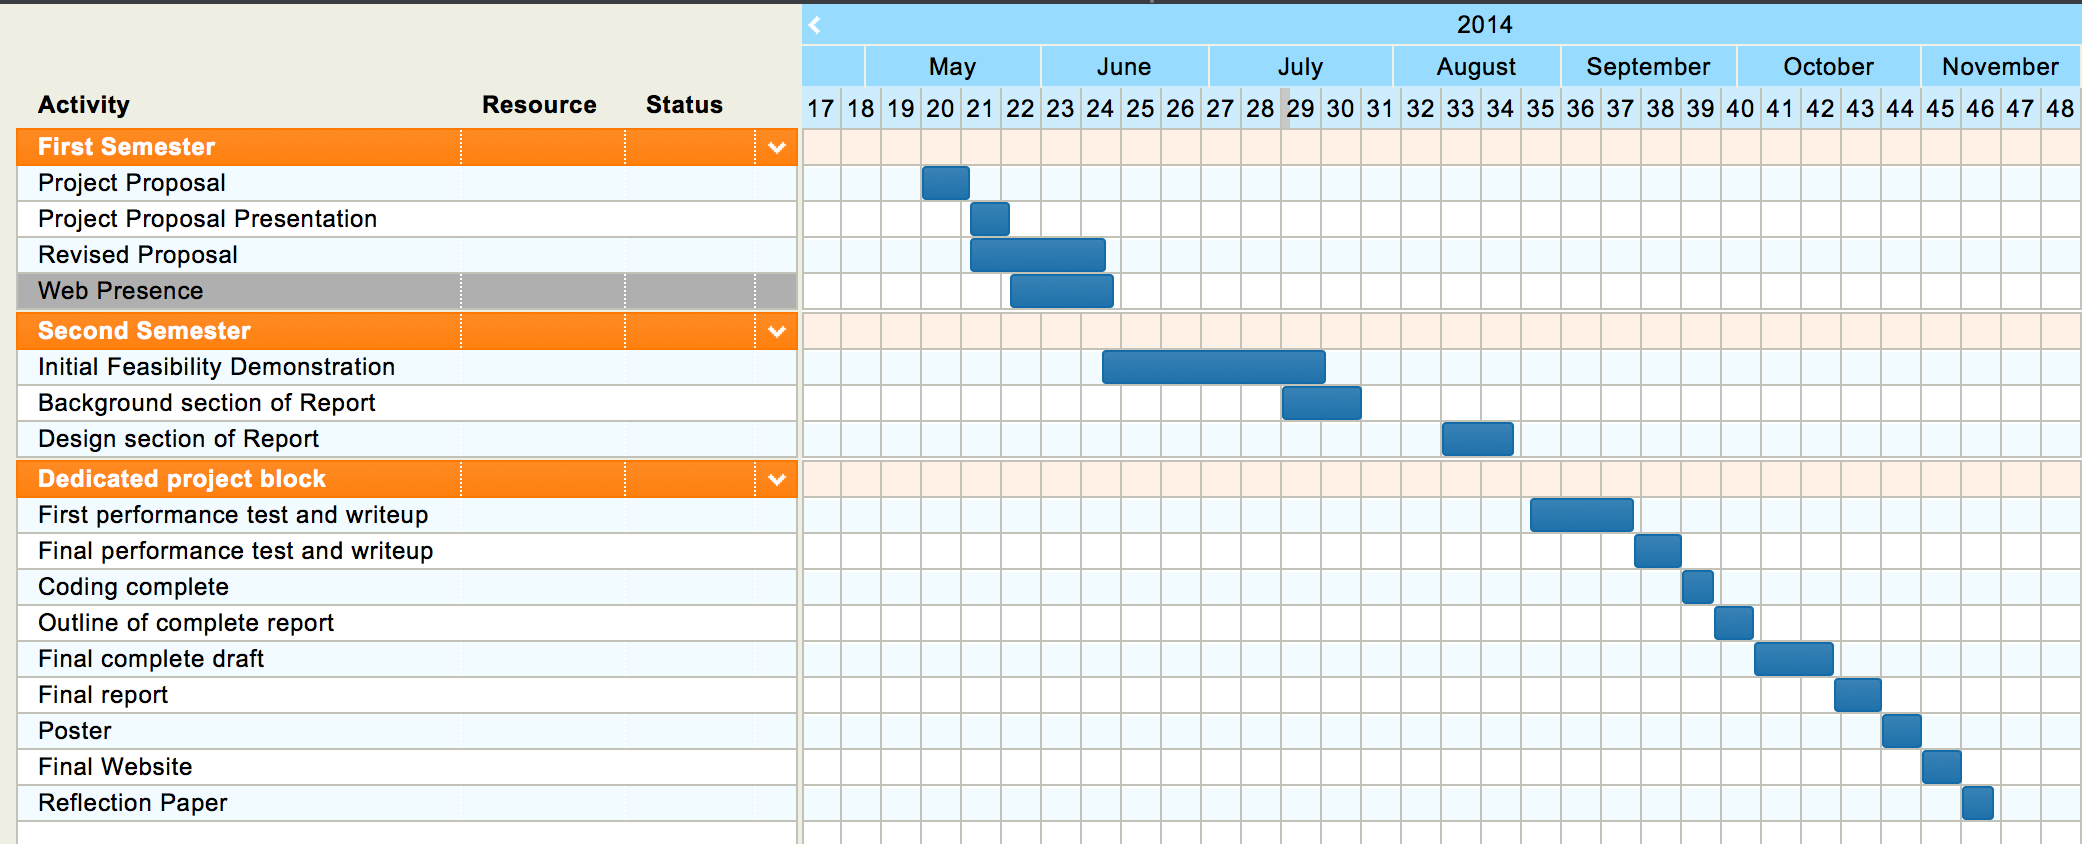 2014
May June July August September October November
Activity Resource Status 17 18 19 20 21 22 23 24 25 26 27 28 29 30 31 32 33 34 35 36 37 38 39 40 41 42 43 44 45 46 47 48
First Semester
Project Proposal
Project Proposal Presentation
Revised Proposal
Web Presence
Second Semester
Initial Feasibility Demonstration
Background section of Report
Design section of Report
Dedicated project block
First performance test and writeup
Final performance test and writeup
Coding complete
Outline of complete report
Final complete draft
Final report
Poster
Final Website
Reflection Paper